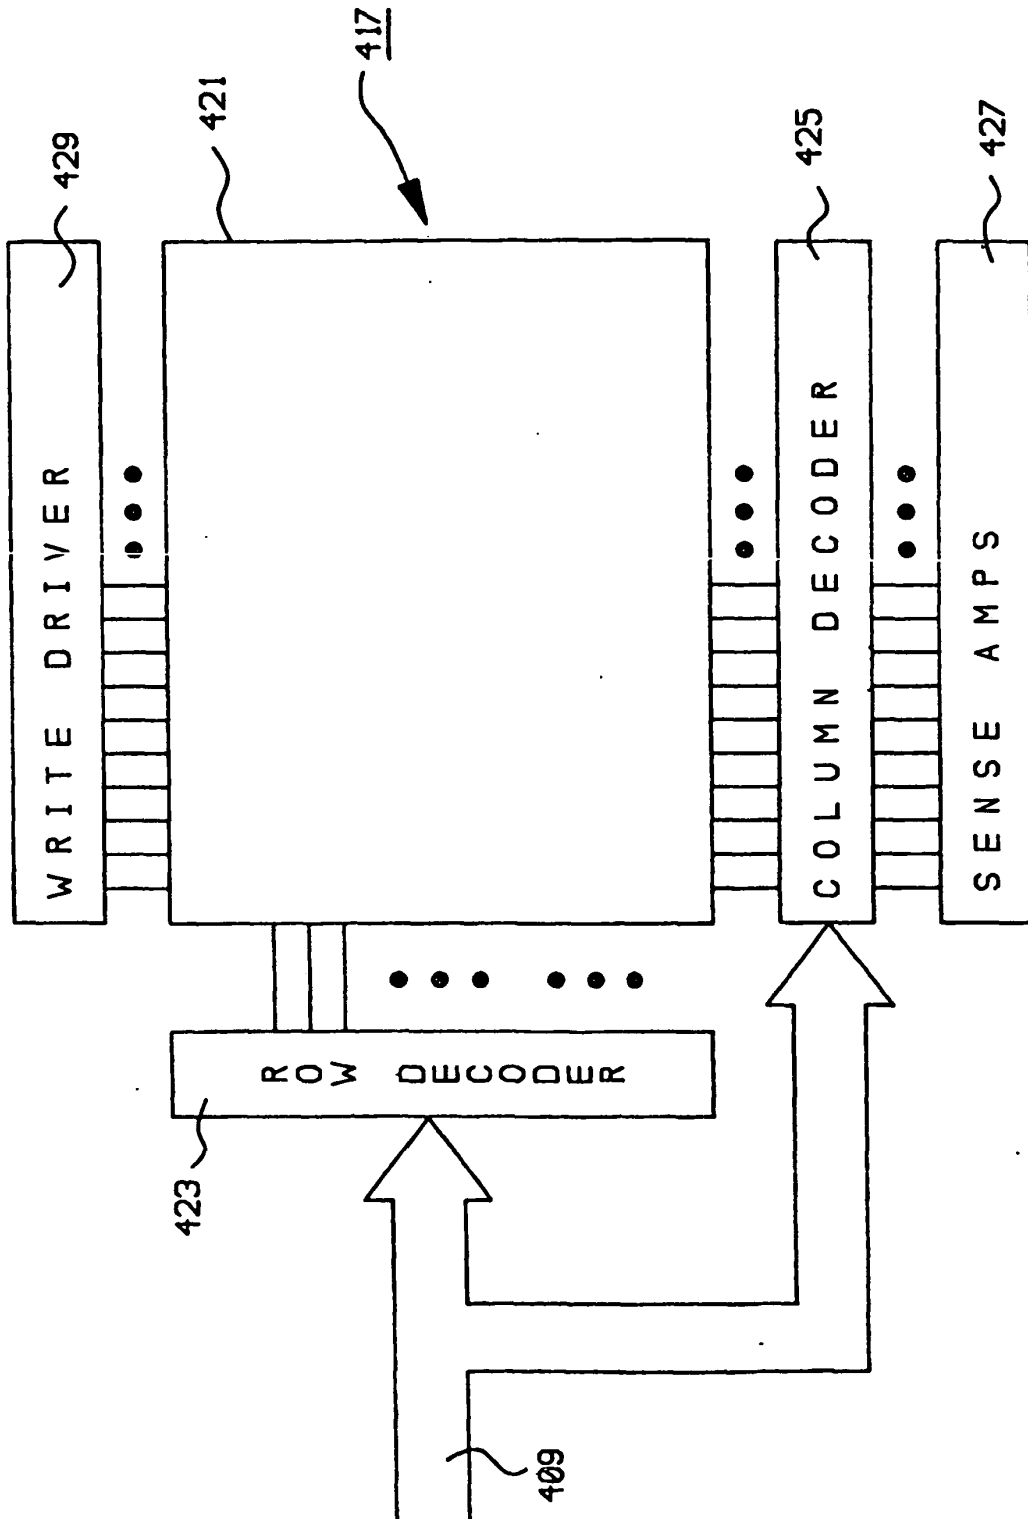 429
421
417
WRITE DRIVER
ROW DECODER
423
COLUMN DECODER
425
SENSE AMPS
427
409